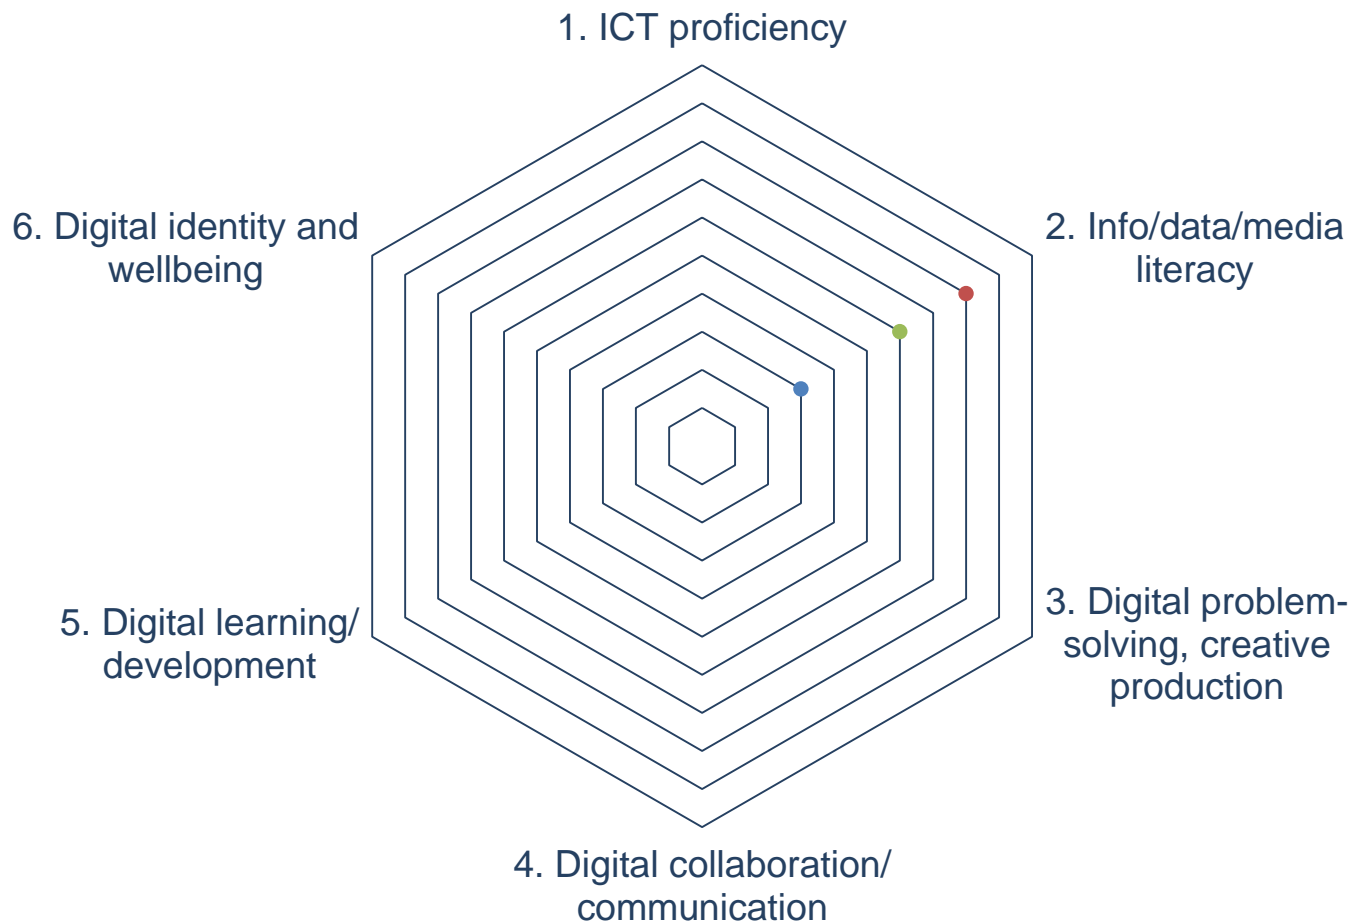 1. ICT proficiency
2. Info/data/media
literacy
3. Digital problem-
solving, creative
production
4. Digital collaboration/
communication
5. Digital learning/
development
6. Digital identity and
wellbeing